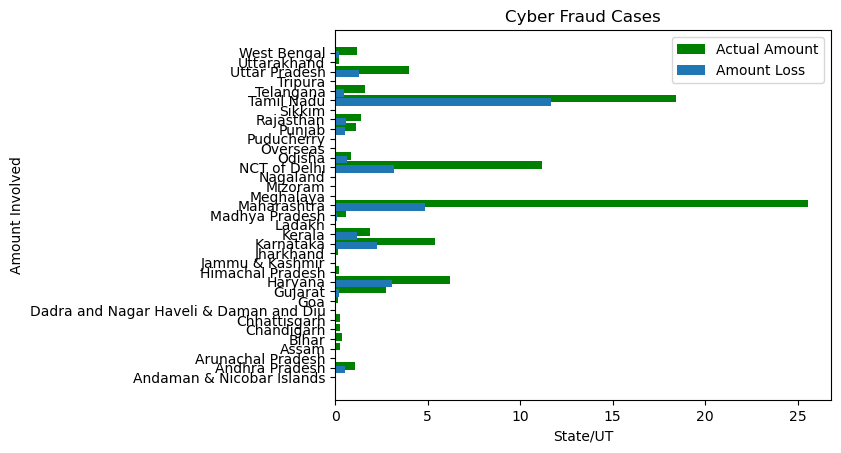 Cyber Fraud Cases
Actual Amount
Amount Loss
Amount Involved
West Bengal
Uttarakhand
Uttar Pradesh
Tripura
Telangana
Tamil Nadu
Sikkim
Rajasthan
Punjab
Puducherry
Overseas
Odisha
NCT of Delhi
Nagaland
Mizoram
Meghalaya
Maharashtra
Madhya Pradesh
Ladakh
Kerala
Karnataka
Jharkhand
Jammu & Kashmir
Himachal Pradesh
Haryana
Gujarat
Goa
Dadra and Nagar Haveli & Daman and Diu
Chhattisgarh
Chandigarh
Bihar
Assam
Arunachal Pradesh
Andhra Pradesh
Andaman & Nicobar Islands
0 5 10 15 20 25
State/UT